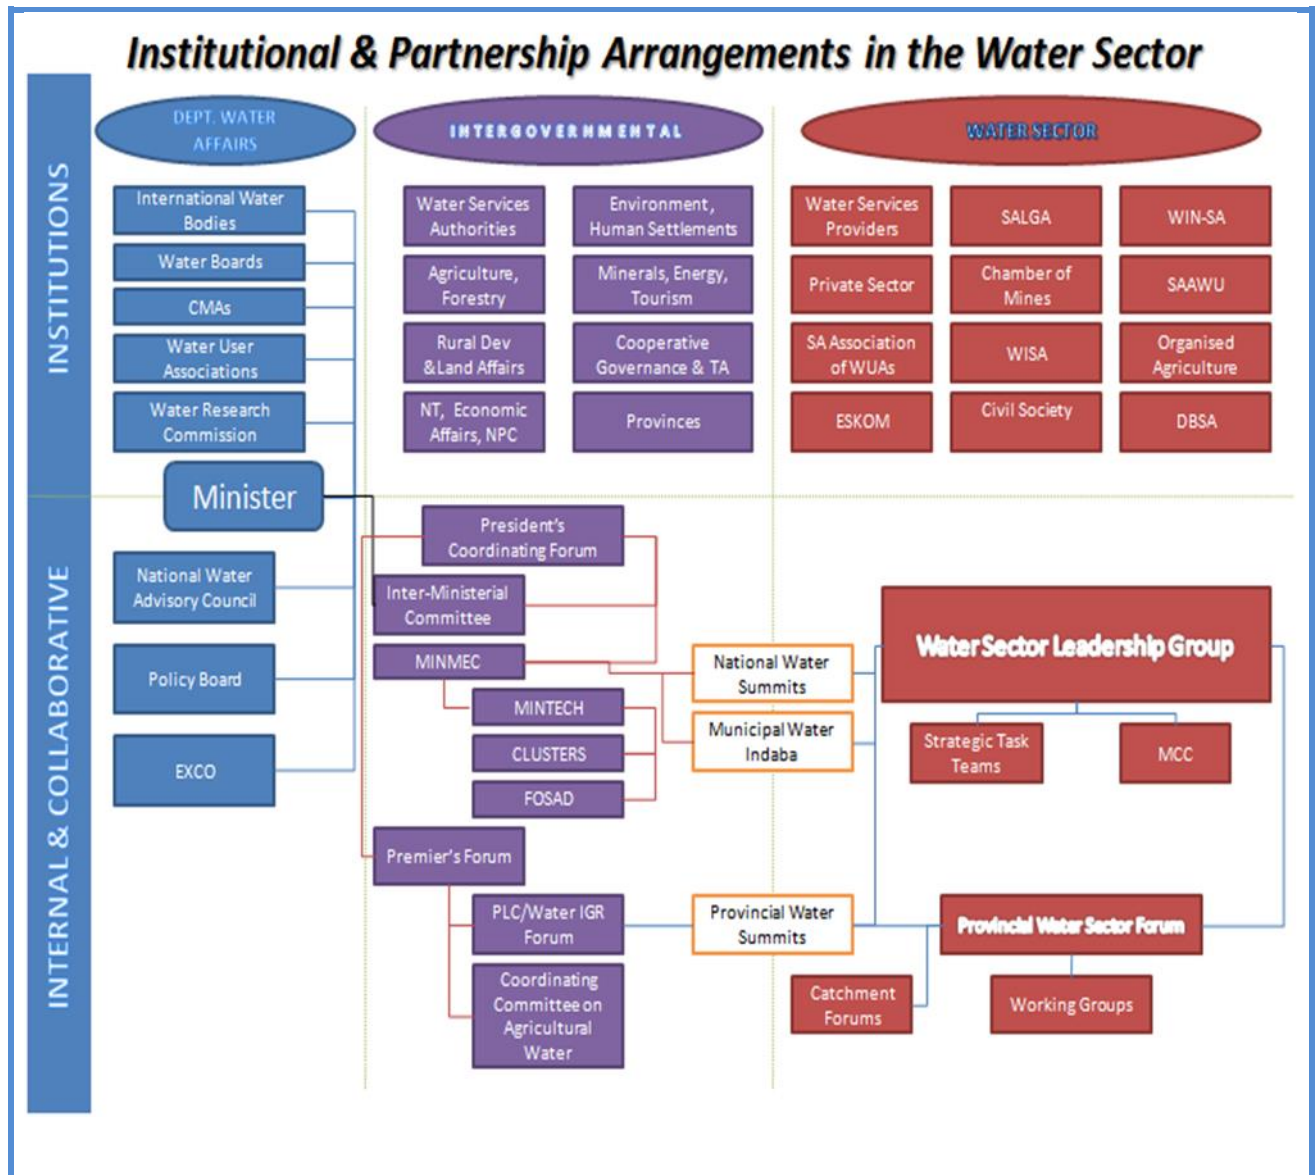 Institutional & Partnership Arrangements in the Water Sector
INSTITUTIONS
DEPT. WATER
AFFAIRS
INTERGOVERNMENTAL
WATER SECTOR
International Water
Bodies
Water Boards
CMAs
Water User
Associations
Water Research
Commission
Water Services
Authorities
Environment,
Human Settlements
Agriculture,
Forestry
Minerals, Energy,
Tourism
Rural Dev
&Land Affairs
Cooperative
Governance & TA
NT, Economic
Affairs, NPC
Provinces
Water Services
Providers
SALGA
WIN-SA
Private Sector
Chamber of
Mines
SAAWU
SA Association
of WUAs
WISA
Organised
Agriculture
ESKOM
Civil Society
DBSA
Minister
INTERNAL & COLLABORATIVE
National Water
Advisory Council
Policy Board
EXCO
President's
Coordinating Forum
Inter-Ministerial
Committee
MINMEC
MINTECH
CLUSTERS
FOSAD
Premier's Forum
PLC/Water IGR
Forum
Coordinating
Committee on
Agricultural
Water
National Water
Summits
Municipal Water
Indaba
Provincial Water
Summits
Water Sector Leadership Group
Strategic Task
Teams
MCC
Provincial Water Sector Forum
Catchment
Forums
Working Groups